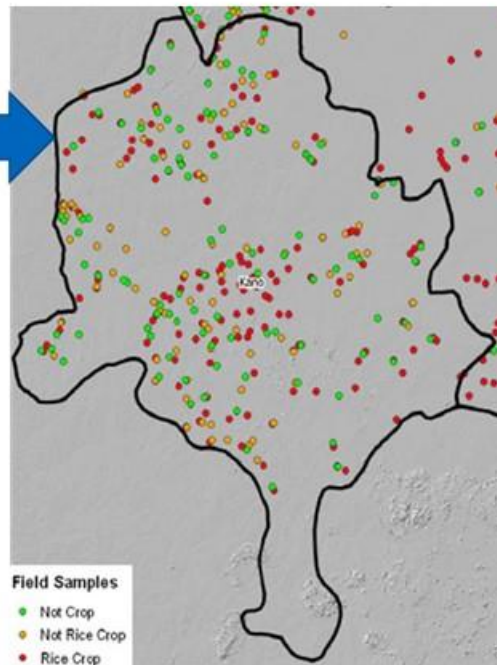 Kano
Field Samples
Not Crop
Not Rice Crop
Rice Crop